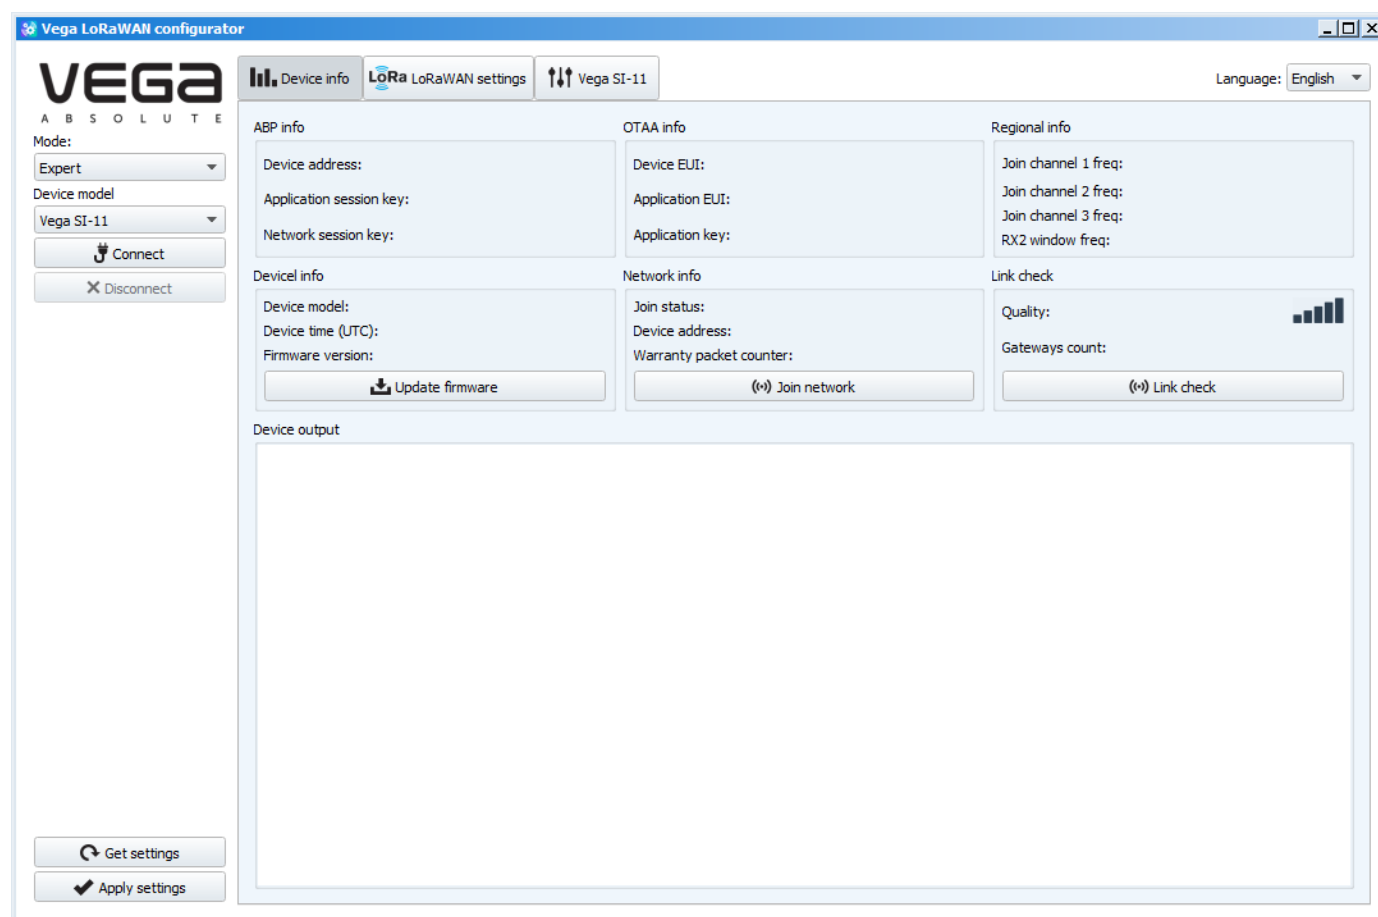 Vega LoRaWAN configurato
VEGA
ABSOLUTE
Mode:
Expert
Device model
Vega SI-11
Connect
Disconnect
Get settings
Apply settings
Device info
LoRa LoRaWAN settings
Vega SI-11
Language: English
ABP info
Device address:
Application session key:
Network session key:
OTAA info
Device EUI:
Application EUI:
Application key:
Regional info
Join channel 1 freq:
Join channel 2 freq:
Join channel 3 freq:
RX2 window freq:
Devicel info
Device model:
Device time (UTC):
Firmware version:
Update firmware
Network info
Join status:
Device address:
Warranty packet counter:
Join network
Link check
Quality:
Gateways count:
Link check
Device output